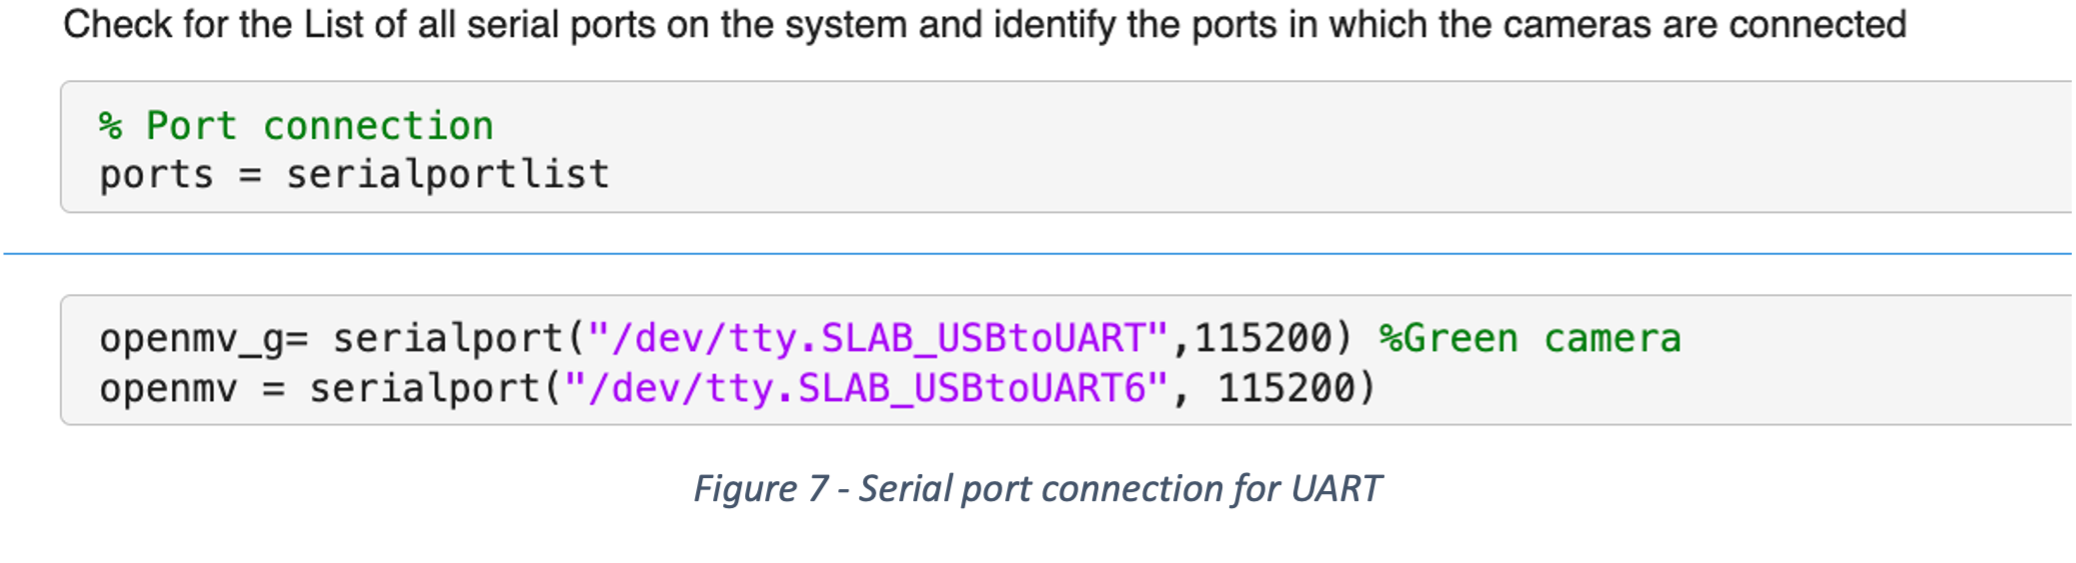 Check for the List of all serial ports on the system and identify the ports in which the cameras are connected
% Port connection
ports = serialportlist
openmv_g= serialport("/dev/tty.SLAB_USBtoUART",115200) %Green camera
openmv = serialport("/dev/tty.SLAB_USBtoUART6", 115200)
Figure 7 - Serial port connection for UART